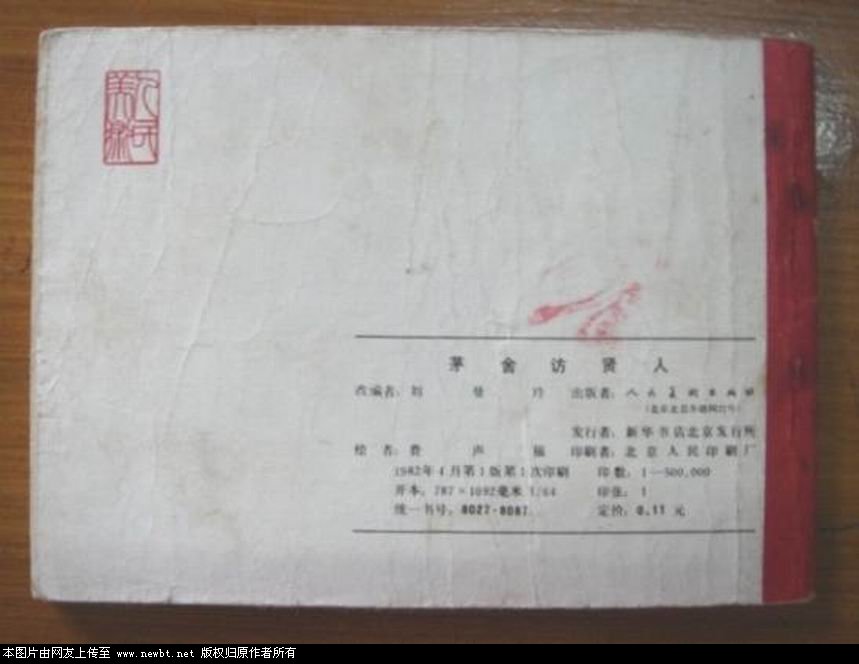 人民美术
茅舍访贤人
改编者：刘 曼 玲 出版者：人民美术出版社
（北京北总布胡同32号）
发行者：新华书店北京发行所
绘者：费 声 福 印刷者：北京人民印刷厂
1982年4月第1版第1次印刷 印数：1—500,000
开本：787×1092毫米 1/64 印张：1
统一书号：8027·8087 定价：0.11元
本图片由网友上传至 www.newbt.net 版权归原作者所有